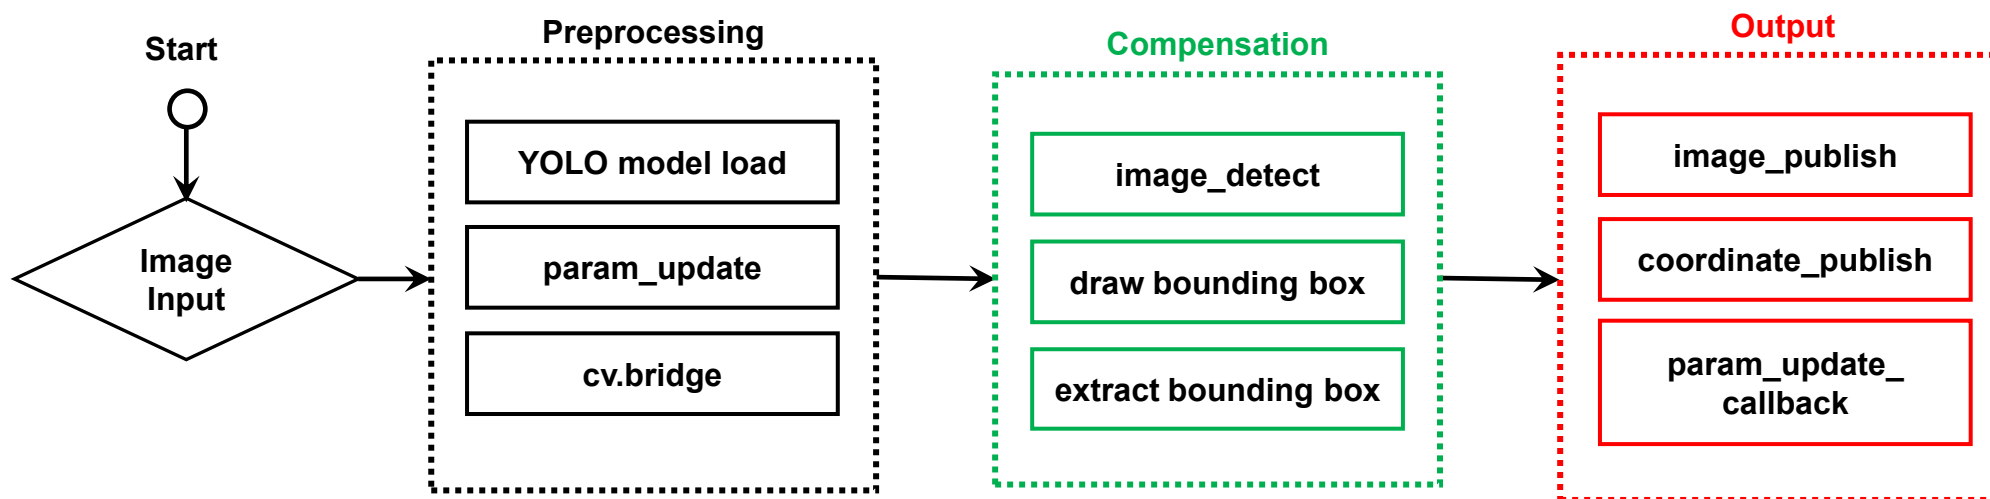 Start
Image
Input
Preprocessing
YOLO model load
param_update
cv.bridge
Compensation
image_detect
draw bounding box
extract bounding box
Output
image_publish
coordinate_publish
param_update_
callback